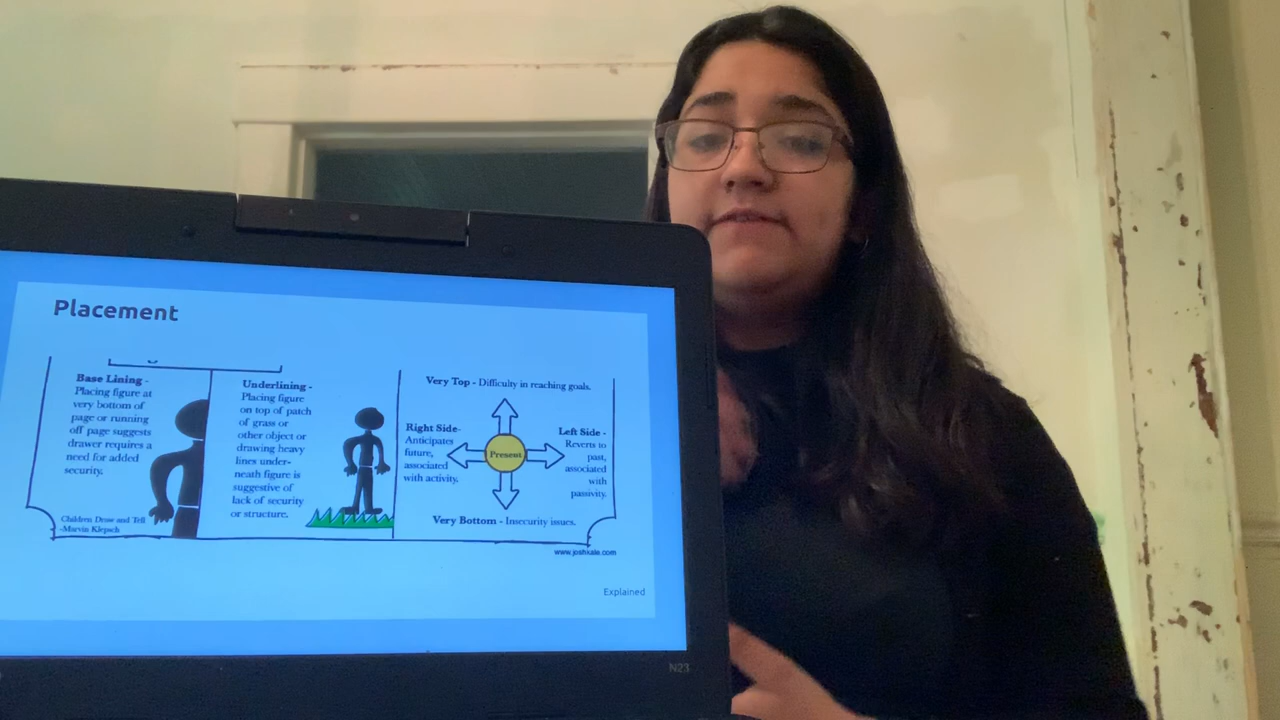 Placement
Base Lining -
Placing figure at
very bottom of
page or running
off page suggests
drawer requires a
need for added
security.
Children Draw and Tell
-Marvin Klepsch
Underlining -
Placing figure
on top of patch
of grass or
other object or
drawing heavy
lines under-
neath figure is
suggestive of
lack of security
or structure.
Very Top - Difficulty in reaching goals.
Right Side-
Anticipates
future,
associated
with activity.
Present
Left Side -
Reverts to
past,
associated
with
passivity.
Very Bottom - Insecurity issues.
www.joshkale.com
Explained
N23